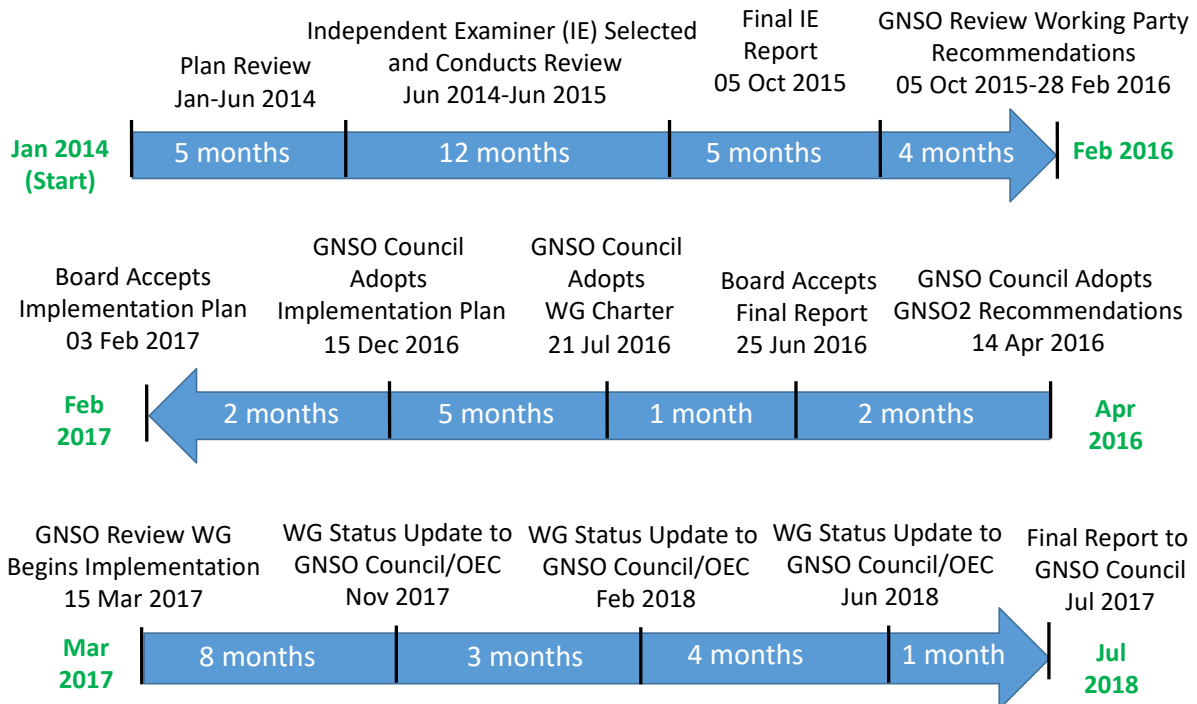 Plan Review
Jan-Jun 2014
Independent Examiner (IE) Selected
and Conducts Review
Jun 2014-Jun 2015
Final IE
Report
05 Oct 2015
GNSO Review Working Party
Recommendations
05 Oct 2015-28 Feb 2016
Jan 2014
(Start)
5 months
12 months
5 months
4 months
Feb 2016
Board Accepts
Implementation Plan
03 Feb 2017
GNSO Council
Adopts
Implementation Plan
15 Dec 2016
GNSO Council
Adopts
WG Charter
21 Jul 2016
Board Accepts
Final Report
25 Jun 2016
GNSO Council Adopts
GNSO2 Recommendations
14 Apr 2016
Feb
2017
2 months
5 months
1 month
2 months
Apr
2016
GNSO Review WG
Begins Implementation
15 Mar 2017
WG Status Update to
GNSO Council/OEC
Nov 2017
WG Status Update to
GNSO Council/OEC
Feb 2018
WG Status Update to
GNSO Council/OEC
Jun 2018
Final Report to
GNSO Council
Jul 2017
Mar
2017
8 months
3 months
4 months
1 month
Jul
2018